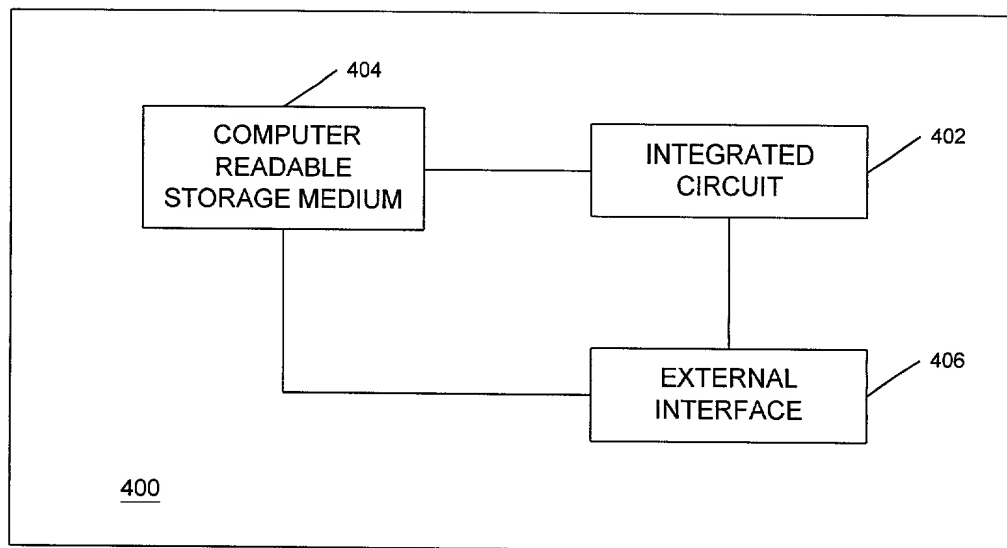 404
COMPUTER
READABLE
STORAGE MEDIUM
INTEGRATED
CIRCUIT
402
EXTERNAL
INTERFACE
406
400